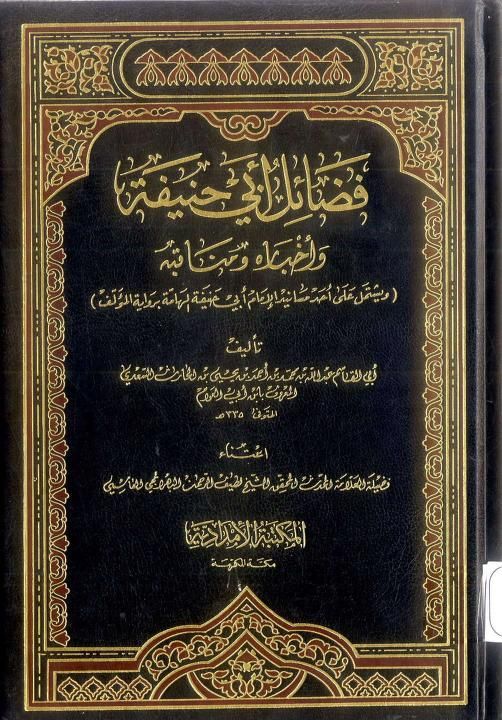 فضائل أبي حنيفة
وأخباره ومناقبه
(ويشتمل على أحد مسانيد الإمام أبي حنيفة الهامة برواية المؤلف)
تأليف
أبي القاسم عبد الله بن محمد بن أحمد بن يحيى بن الحارث السعدي
المعروف بابن أبي العوام
المتوفى ٣٣٥ هـ
اعتناء
فضيلة العلامة المحدث المحقق الشيخ لطيف الرحمن البهرائجي القاسمي
المكتبة الإمدادية
مكة المكرمة